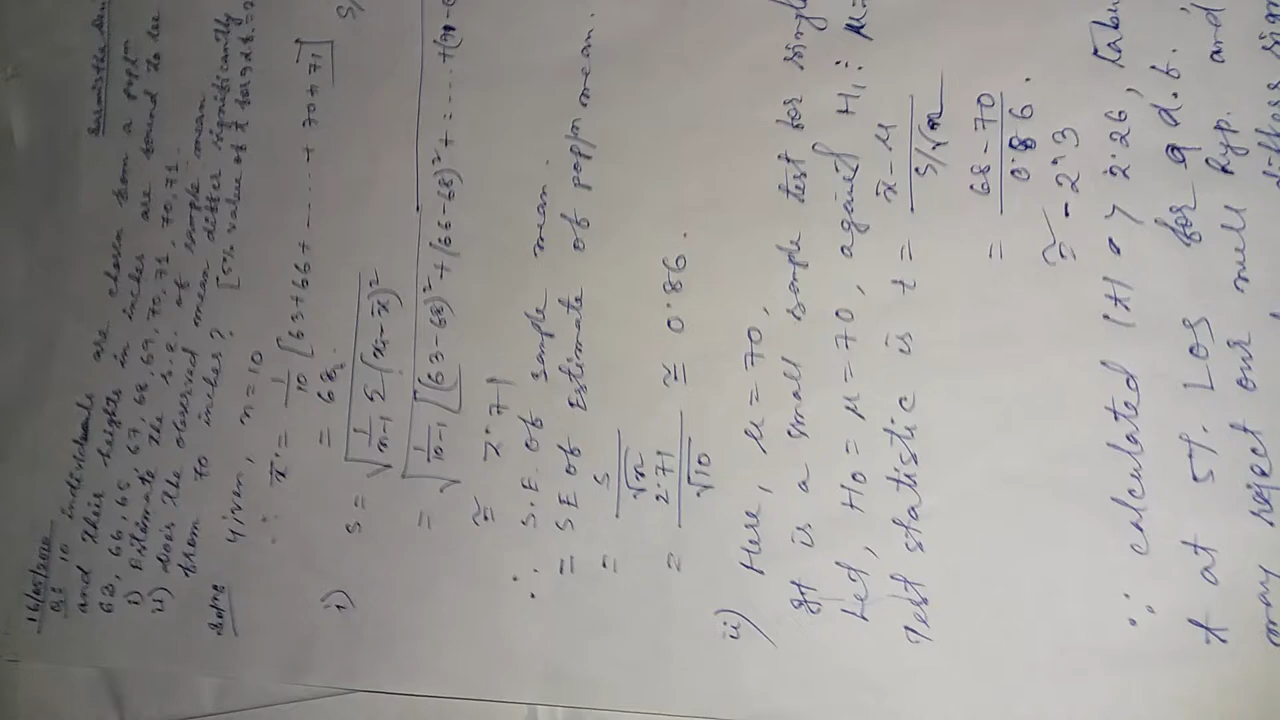 16/05/2020
Q: 10 individuals are chosen from a popln
and their heights in inches are found to be
63, 66, 65, 67, 68, 69, 70, 71, 70, 71.
i) Estimate the s.e. of sample mean
ii) Does the observed mean differ significantly
from 70 inches? [5% value of t for 9 d.f. = 2
Given, n = 10
∴ x̄ = 1/10 [63+66+ ...... + 70+71]
= 68.
i) S = √(1/(n-1) Σ(xi - x̄)²)
= √(1/(10-1) [(63-68)² + (66-68)² + .... + (71-6
≅ 2.71
∴ S.E. of sample mean
= SE of Estimate of popln mean.
= S/√n
= 2.71/√10 ≅ 0.86.
ii) Here, μ = 70,
It is a small sample test for single
Let, H0 = μ = 70, against H1: μ ≠
Test statistic is t = x̄ - μ / S/√n
= 68 - 70 / 0.86.
≅ -2.3
∵ calculated |t| > 2.26, tabu
t at 5% LOS for 9 d.f.
may reject our null hyp. and
differs sign